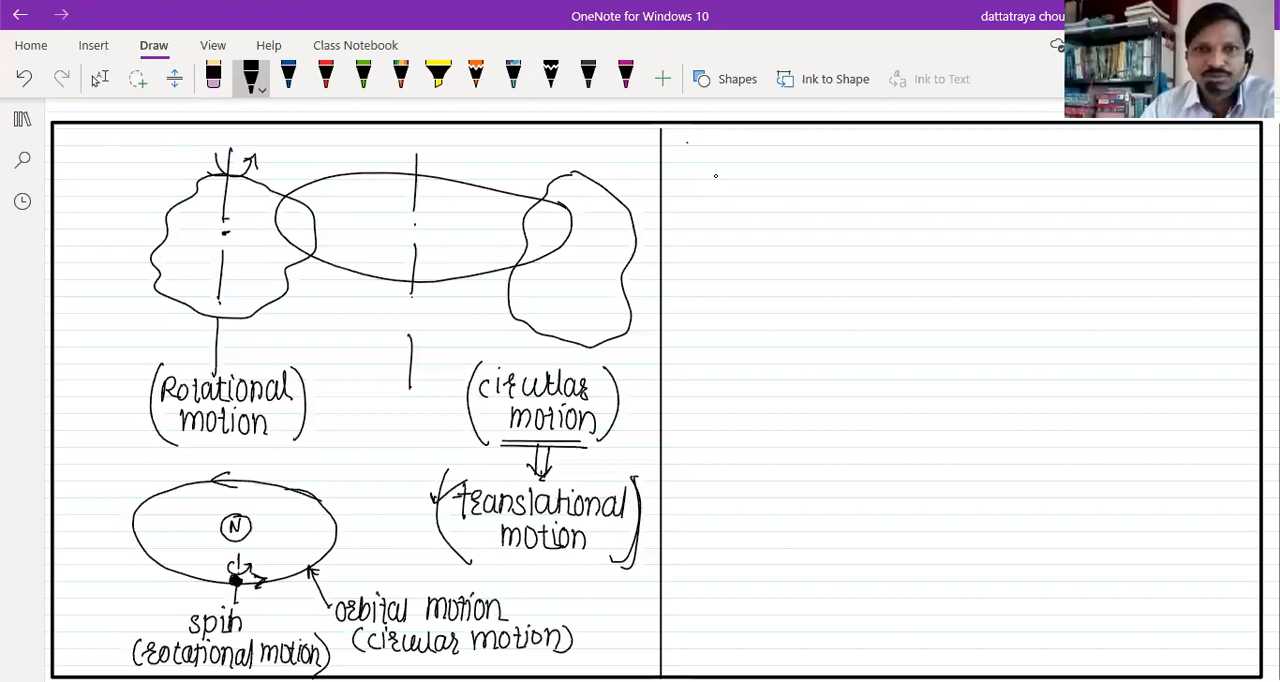 OneNote for Windows 10
dattatraya chou
Home Insert Draw View Help Class Notebook
Shapes Ink to Shape Ink to Text
(Rotational
motion)
(cirutlar
motion)
(translational
motion)
N
spin
(rotational motion)
orbital motion
(circular motion)